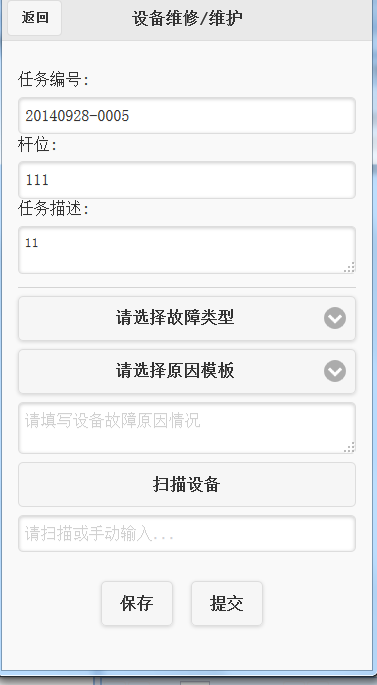 返回
设备维修/维护
任务编号:
20140928-0005
杆位:
111
任务描述:
11
请选择故障类型
请选择原因模板
请填写设备故障原因情况
扫描设备
请扫描或手动输入...
保存
提交